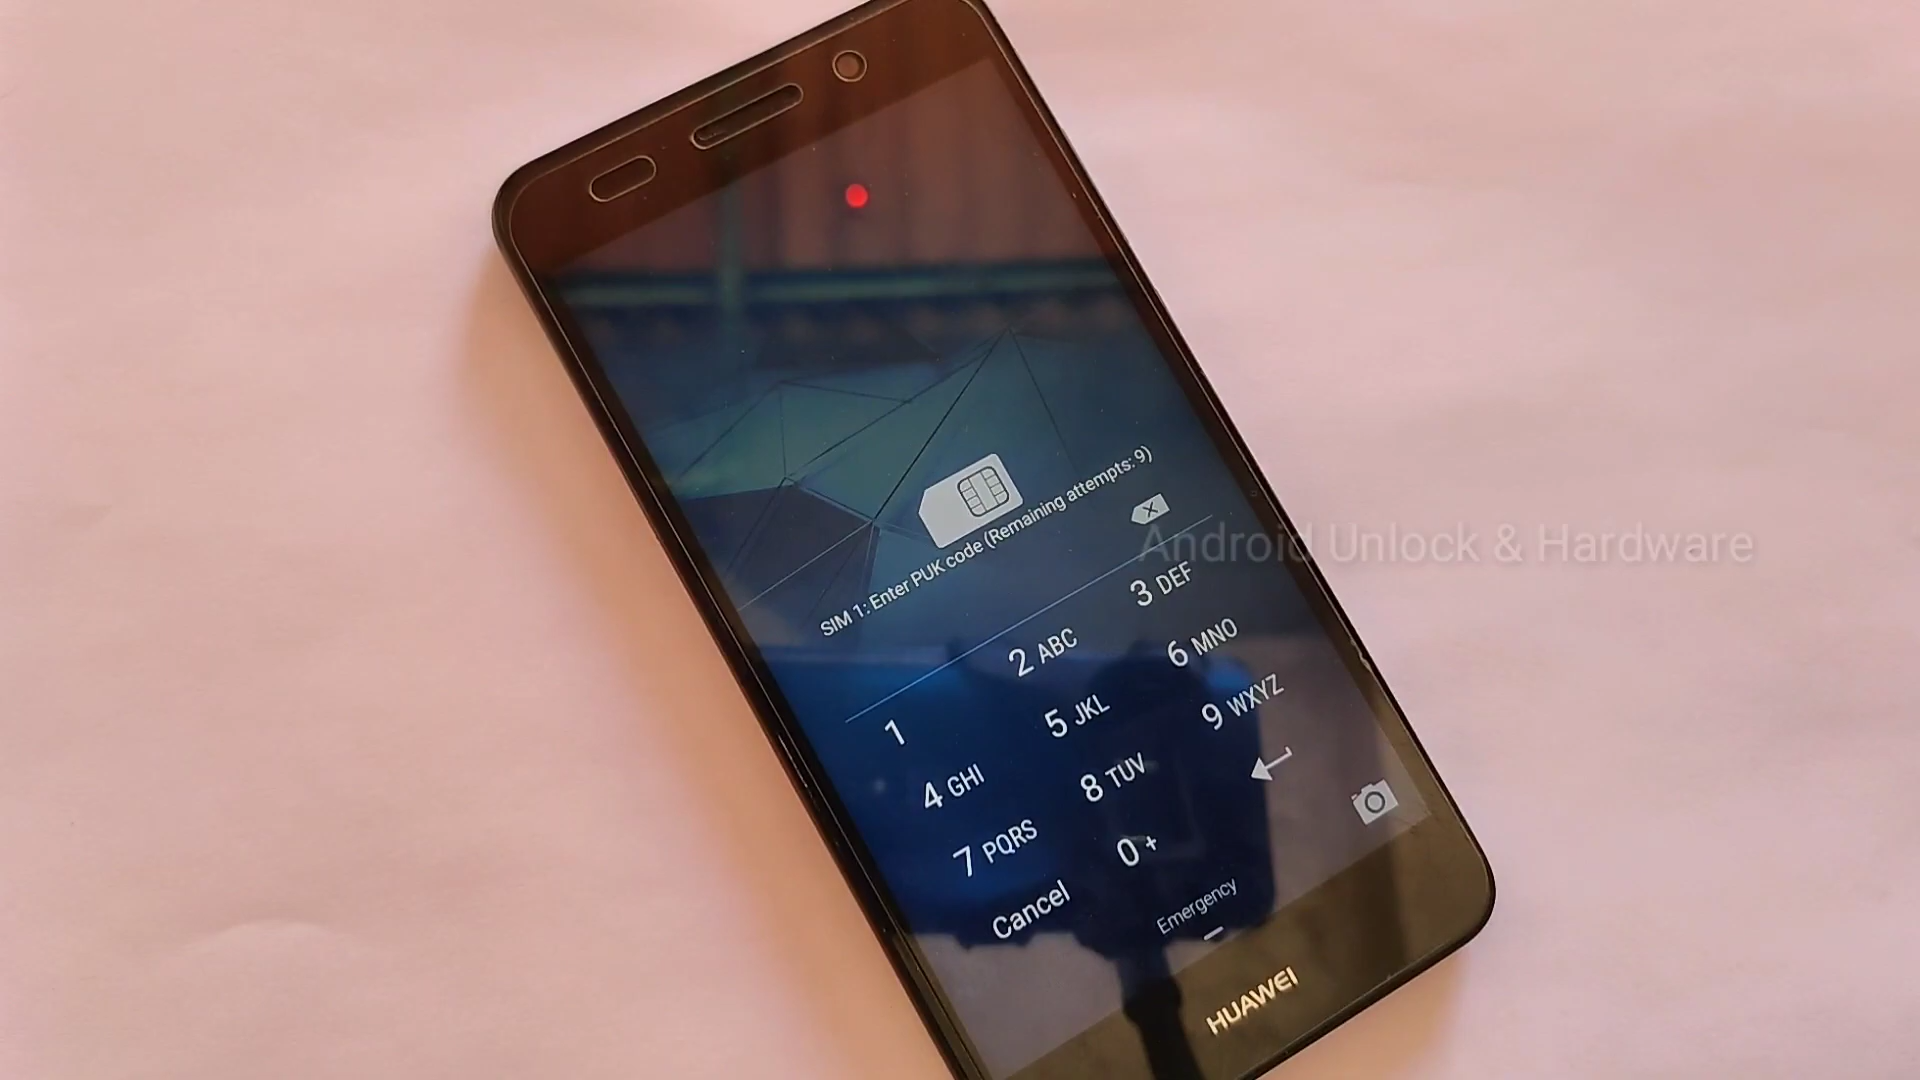 SIM 1: Enter PUK code (Remaining attempts: 9)
1
2 ABC
3 DEF
4 GHI
5 JKL
6 MNO
7 PQRS
8 TUV
9 WXYZ
Cancel
0 +
Emergency
HUAWEI
Android Unlock & Hardware